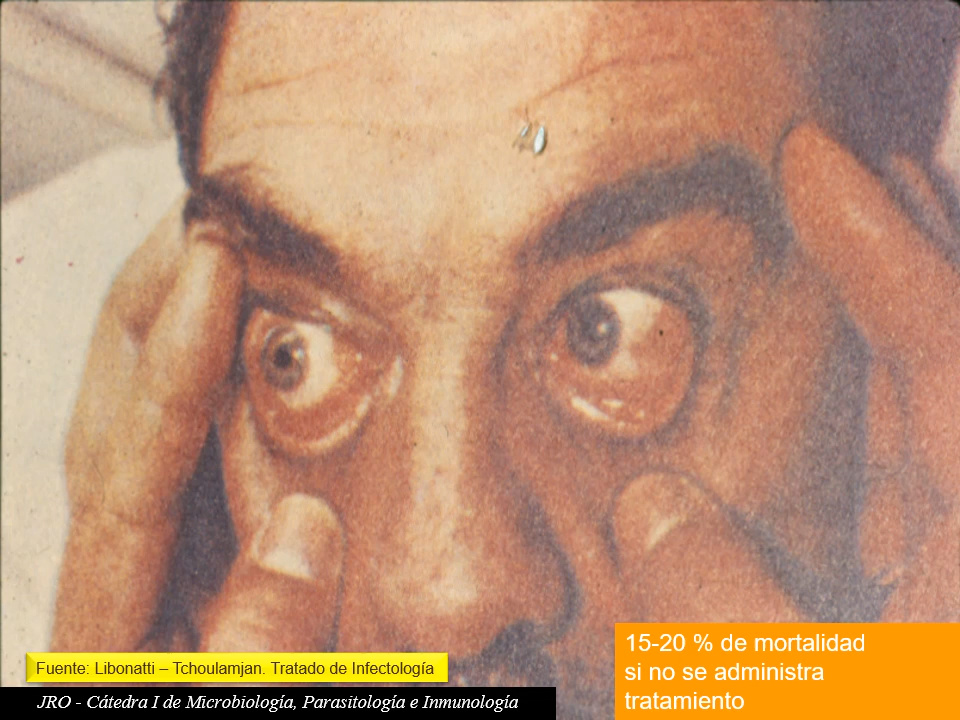 15-20 % de mortalidad
si no se administra
tratamiento
Fuente: Libonatti – Tchoulamjan. Tratado de Infectología
JRO - Cátedra I de Microbiología, Parasitología e Inmunología